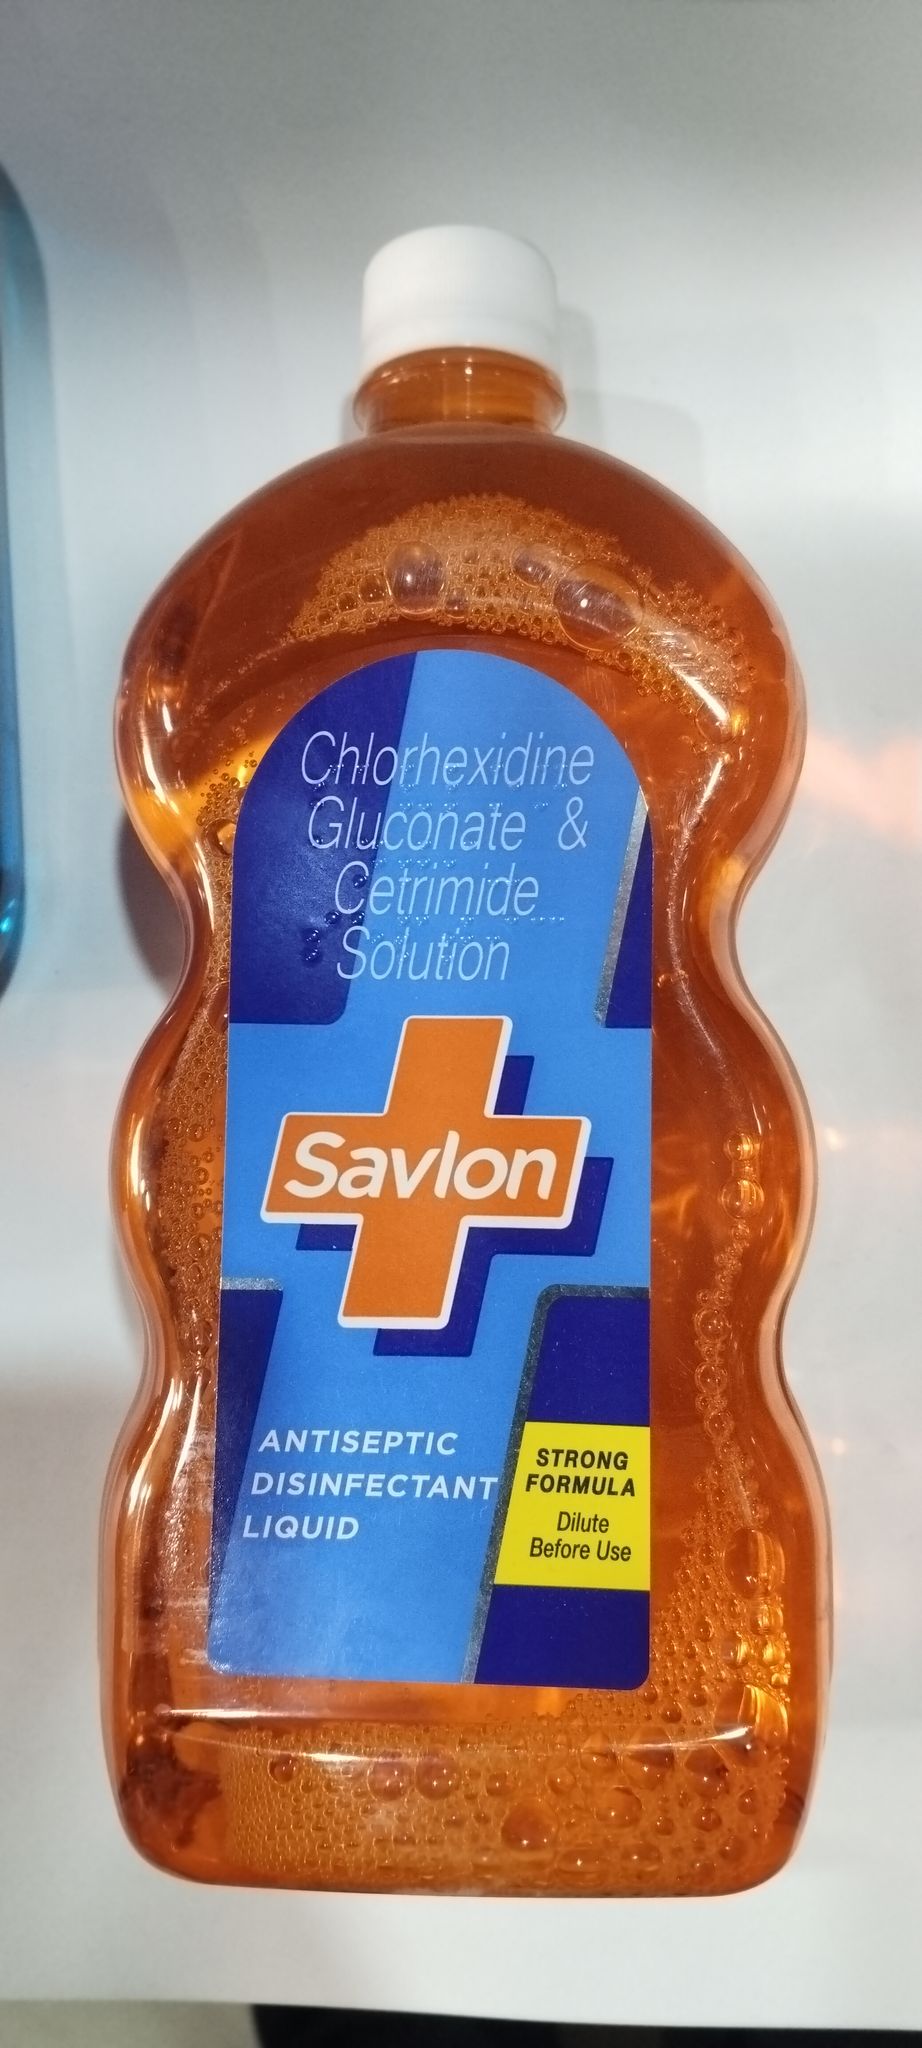 Chlorhexidine
Gluconate &
Cetrimide
Solution
Savlon
ANTISEPTIC
DISINFECTANT
LIQUID
STRONG
FORMULA
Dilute
Before Use